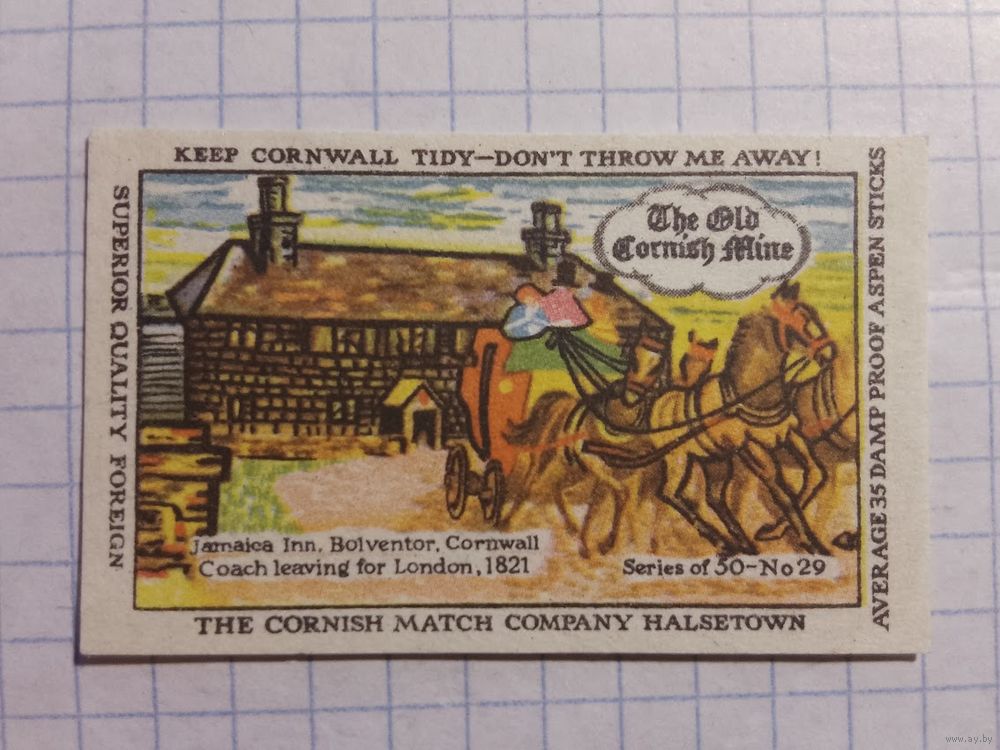 KEEP CORNWALL TIDY—DON'T THROW ME AWAY!
SUPERIOR QUALITY FOREIGN
The Old
Cornish Mine
AVERAGE 35 DAMP PROOF ASPEN STICKS
Jamaica Inn, Bolventor, Cornwall
Coach leaving for London, 1821
Series of 50-No 29
THE CORNISH MATCH COMPANY HALSETOWN
www.ay.by